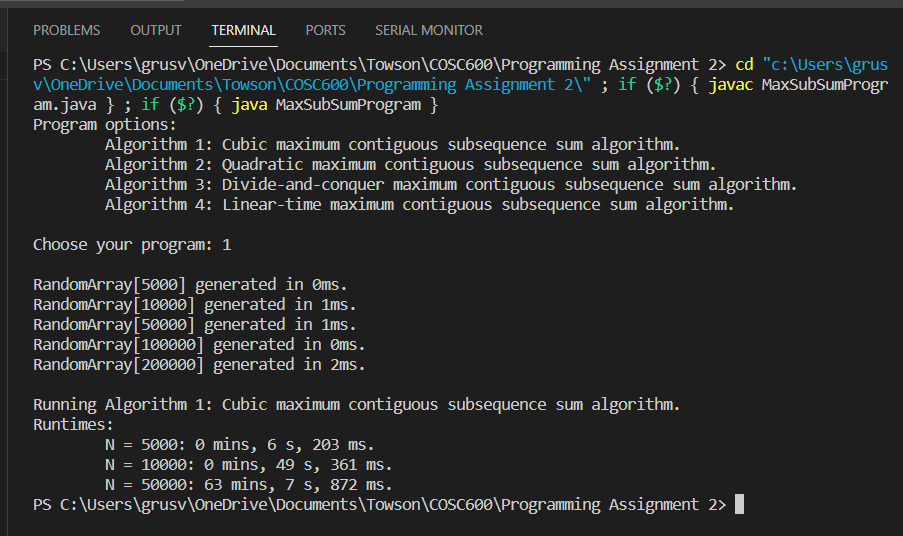 PROBLEMS OUTPUT TERMINAL PORTS SERIAL MONITOR
PS C:\Users\grusv\OneDrive\Documents\Towson\COSC600\Programming Assignment 2> cd "c:\Users\grus
v\OneDrive\Documents\Towson\COSC600\Programming Assignment 2\" ; if ($?) { javac MaxSubSumProgr
am.java } ; if ($?) { java MaxSubSumProgram }
Program options:
Algorithm 1: Cubic maximum contiguous subsequence sum algorithm.
Algorithm 2: Quadratic maximum contiguous subsequence sum algorithm.
Algorithm 3: Divide-and-conquer maximum contiguous subsequence sum algorithm.
Algorithm 4: Linear-time maximum contiguous subsequence sum algorithm.
Choose your program: 1
RandomArray[5000] generated in 0ms.
RandomArray[10000] generated in 1ms.
RandomArray[50000] generated in 1ms.
RandomArray[100000] generated in 0ms.
RandomArray[200000] generated in 2ms.
Running Algorithm 1: Cubic maximum contiguous subsequence sum algorithm.
Runtimes:
N = 5000: 0 mins, 6 s, 203 ms.
N = 10000: 0 mins, 49 s, 361 ms.
N = 50000: 63 mins, 7 s, 872 ms.
PS C:\Users\grusv\OneDrive\Documents\Towson\COSC600\Programming Assignment 2>